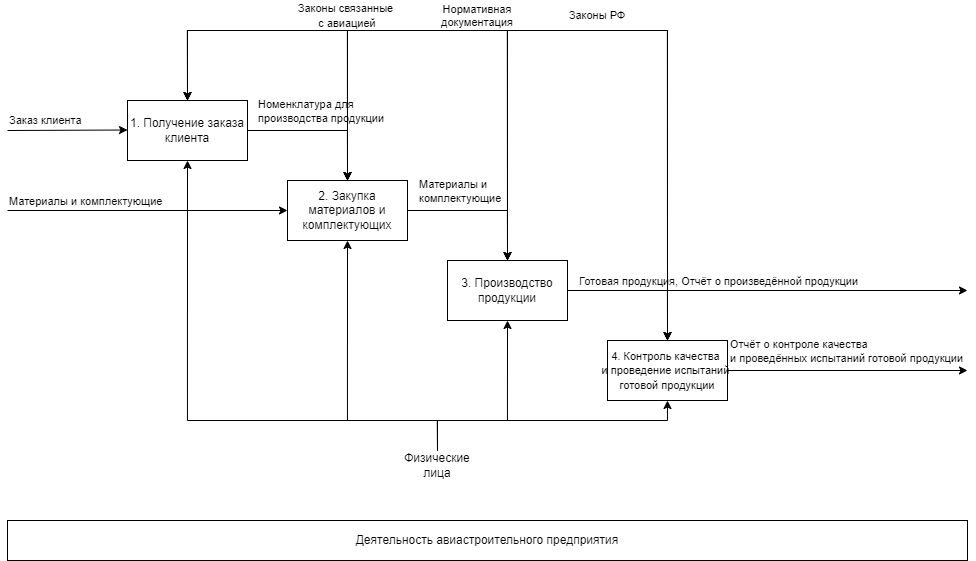 Законы связанные
с авиацией
Нормативная
документация
Законы РФ
Заказ клиента
1. Получение заказа
клиента
Номенклатура для
производства продукции
Материалы и комплектующие
2. Закупка
материалов и
комплектующих
Материалы и
комплектующие
3. Производство
продукции
Готовая продукция, Отчёт о произведённой продукции
4. Контроль качества
и проведение испытаний
готовой продукции
Отчёт о контроле качества
и проведённых испытаний готовой продукции
Физические
лица
Деятельность авиастроительного предприятия